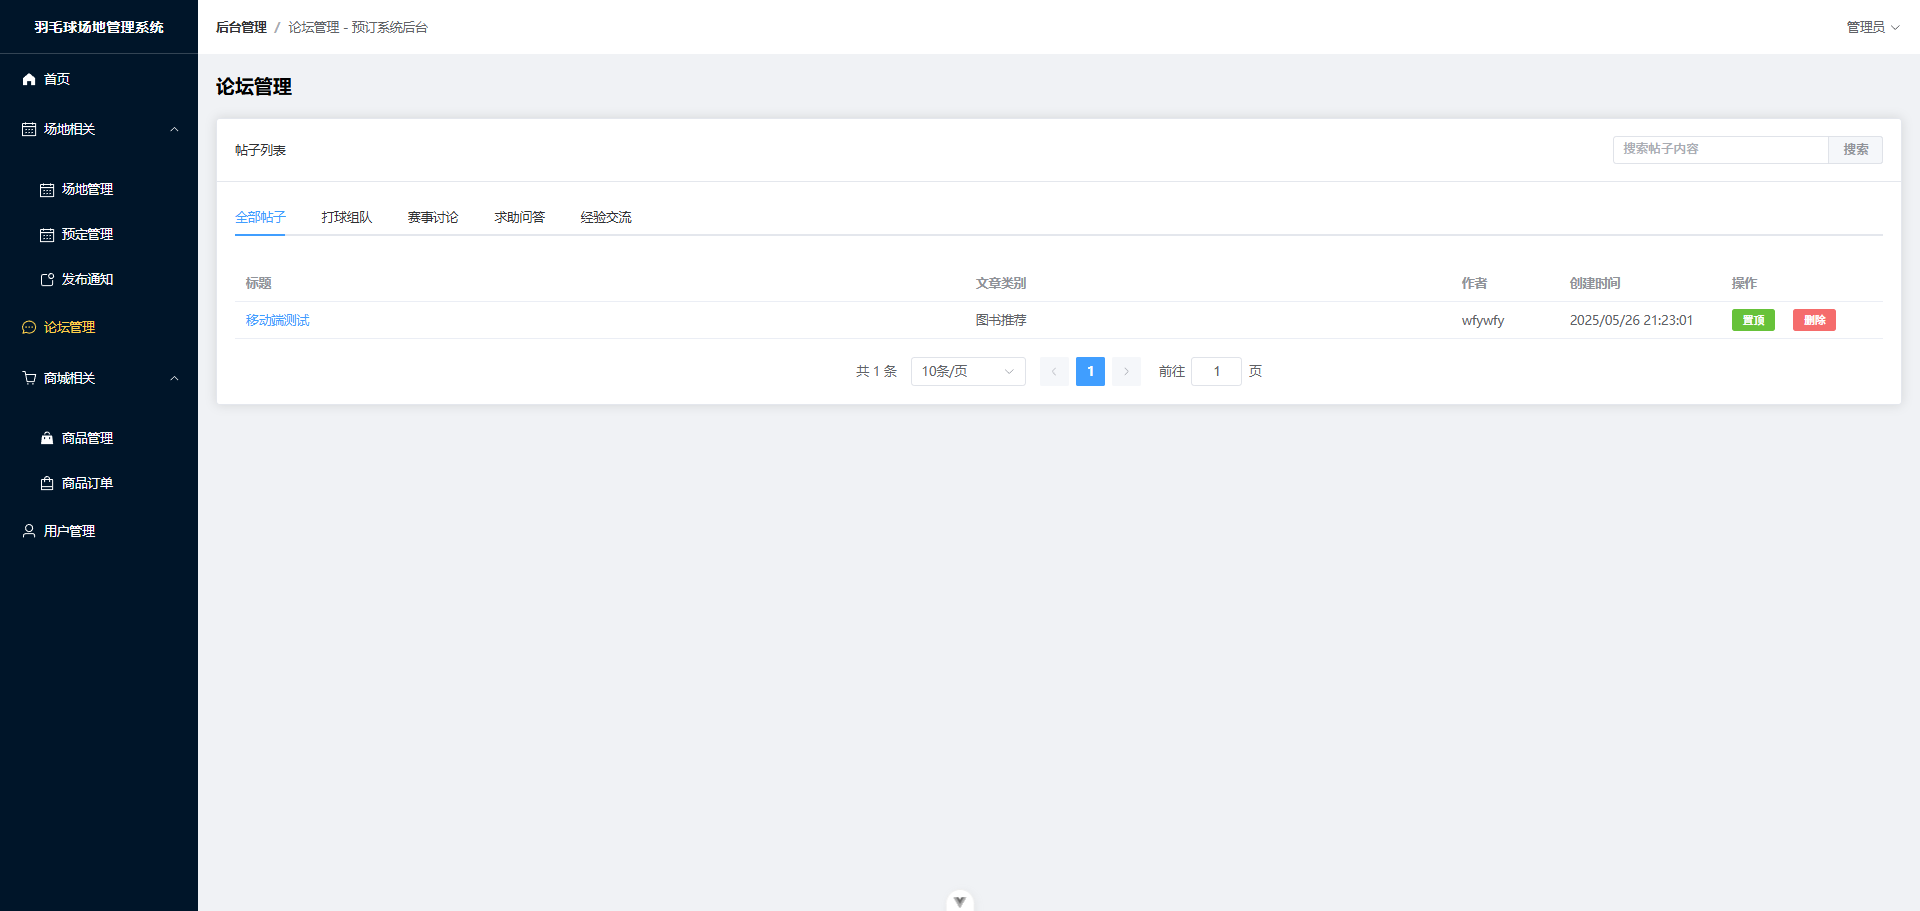 羽毛球场地管理系统
后台管理 / 论坛管理 - 预订系统后台
管理员
首页
场地相关
场地管理
预定管理
发布通知
论坛管理
商城相关
商品管理
商品订单
用户管理
论坛管理
帖子列表
搜索帖子内容 搜索
全部帖子 打球组队 赛事讨论 求助问答 经验交流
标题 文章类别 作者 创建时间 操作
移动端测试 图书推荐 wfywfy 2025/05/26 21:23:01 置顶 删除
共 1 条 10条/页 1 前往 1 页